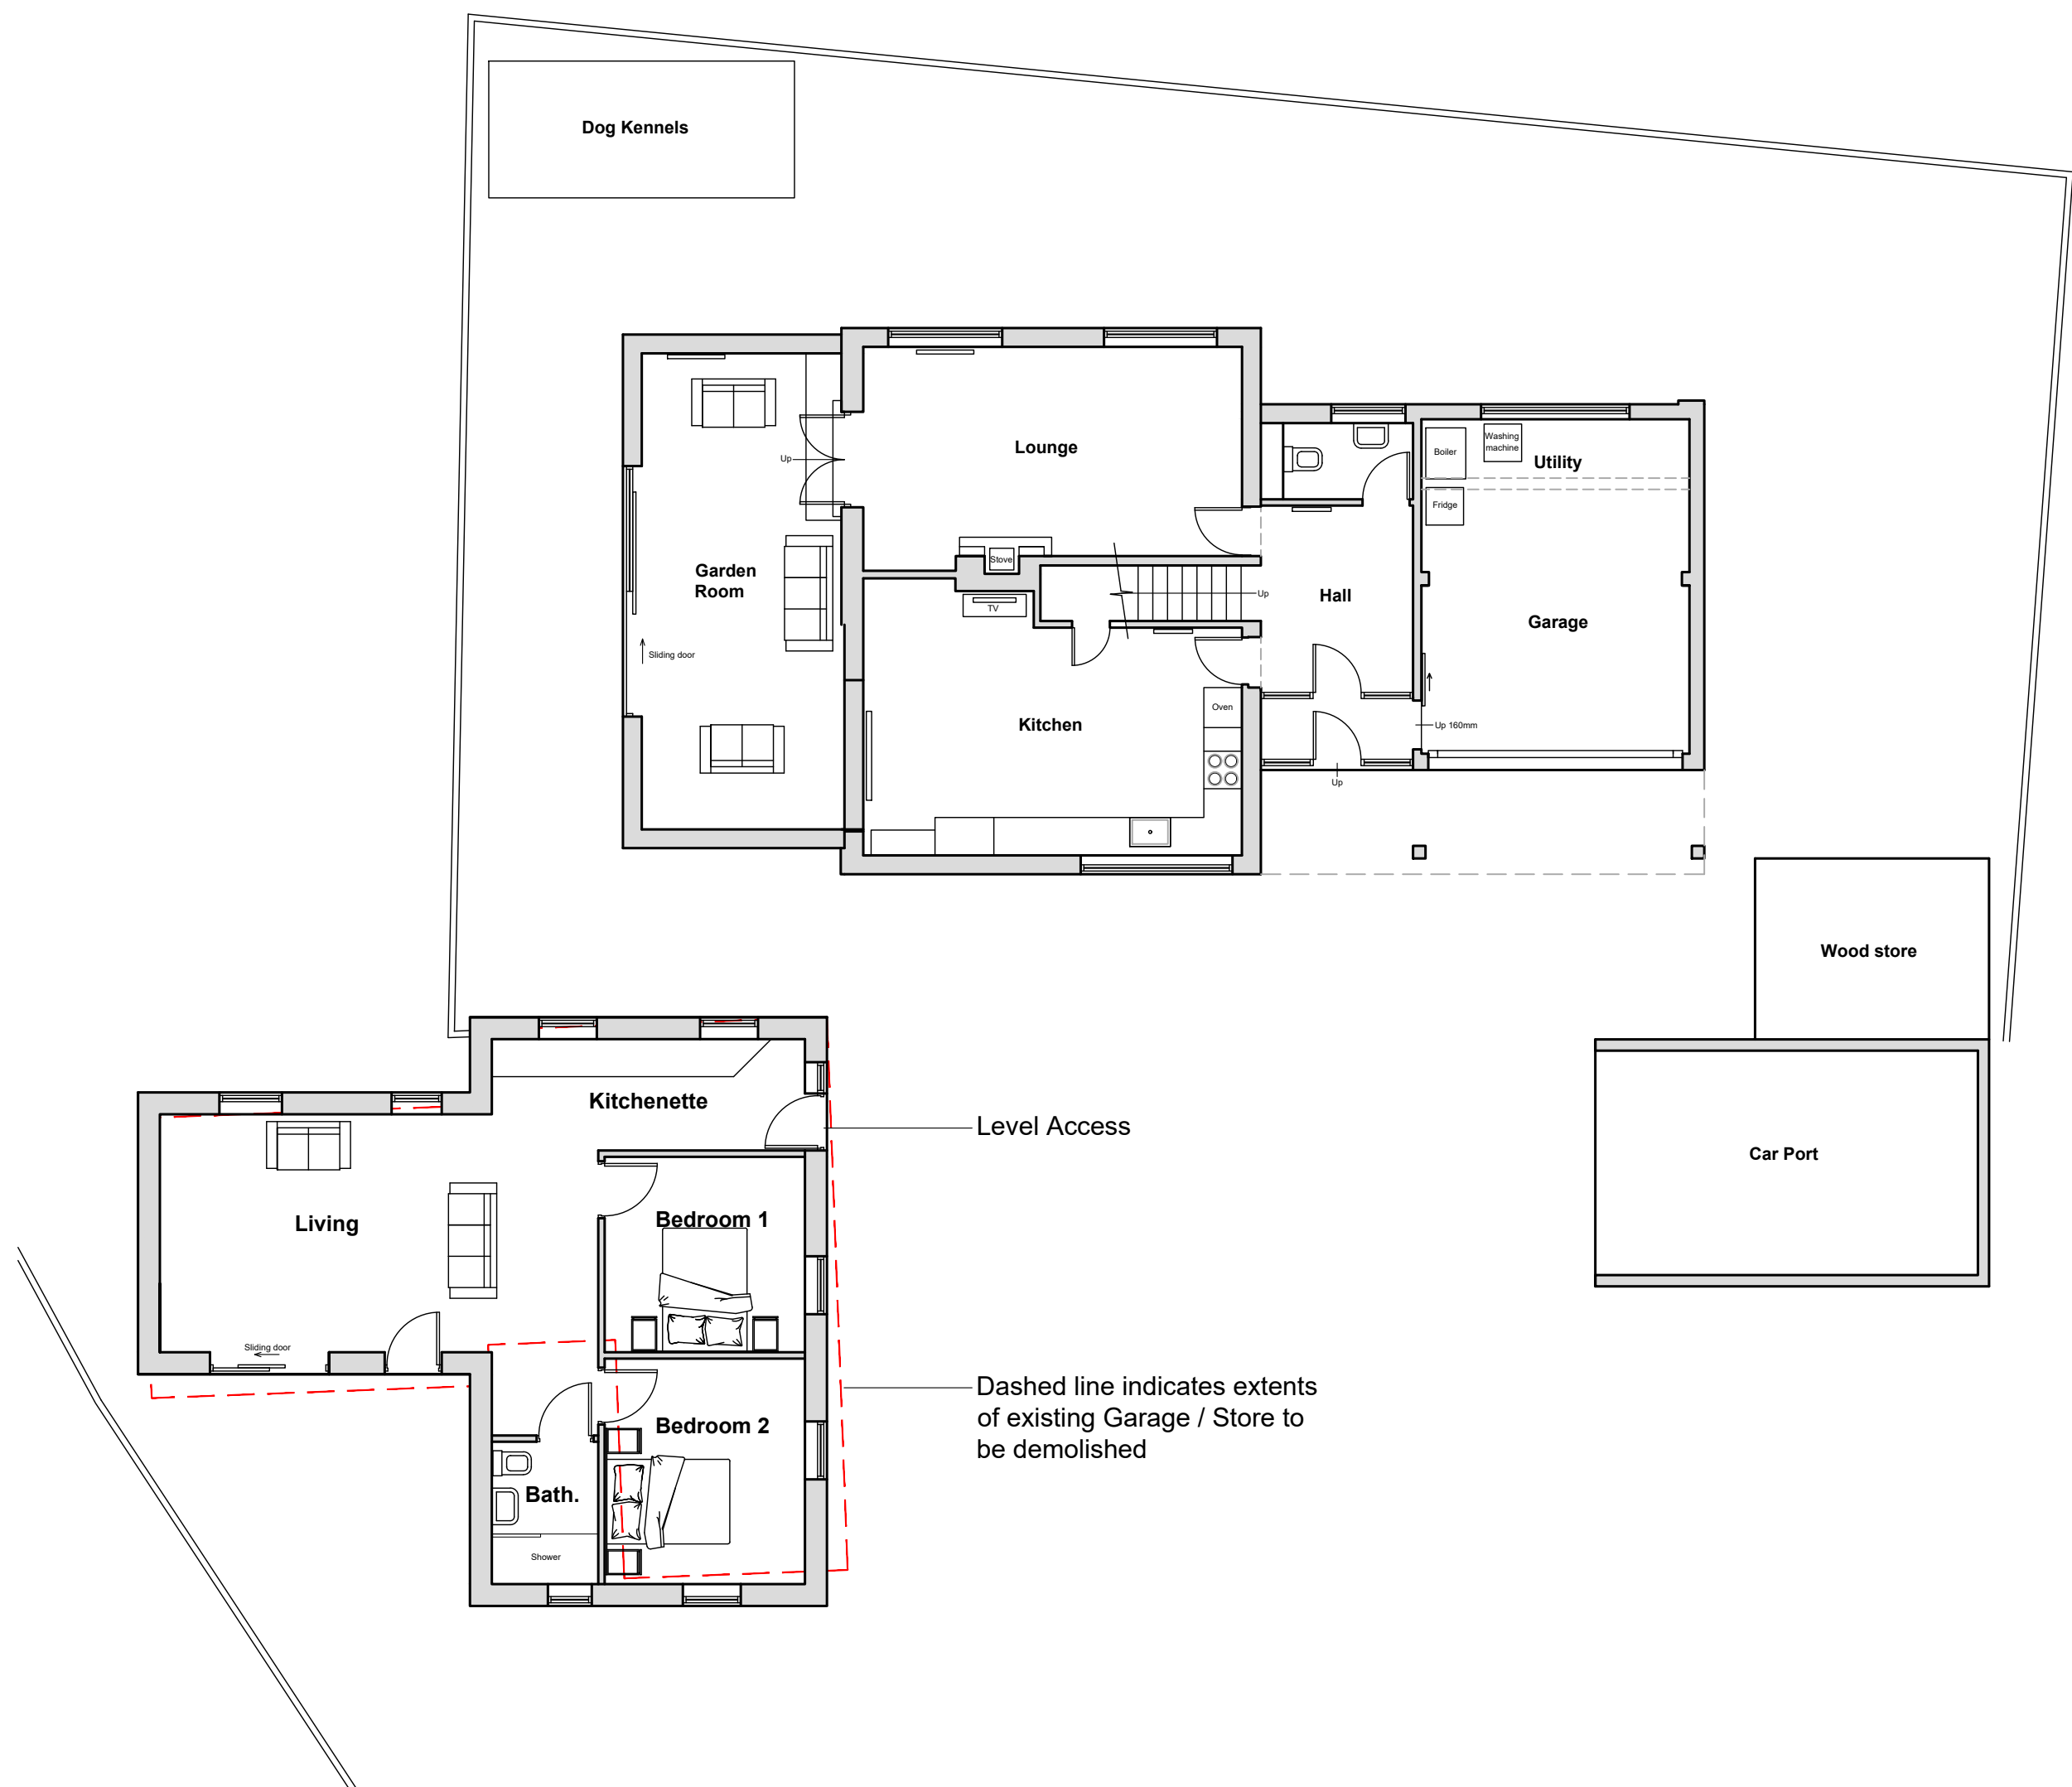 Dog Kennels
Lounge
Up
Boiler
Washing
machine
Utility
Fridge
Stove
Garden
Room
TV
Up
Hall
Garage
Sliding door
Oven
Kitchen
Up 160mm
Up
Wood store
Kitchenette
Level Access
Car Port
Living
Bedroom 1
Sliding door
Dashed line indicates extents
of existing Garage / Store to
be demolished
Bedroom 2
Bath.
Shower